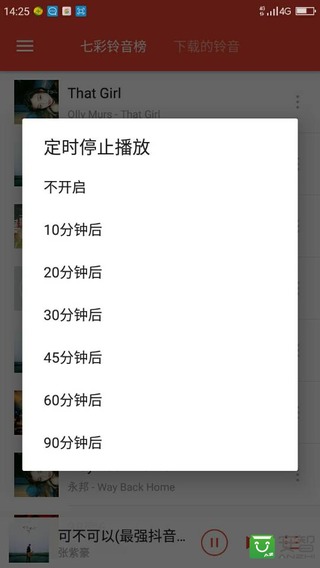 14:25
4G
七彩铃音榜
下载的铃音
That Girl
Olly Murs - That Girl
定时停止播放
不开启
10分钟后
20分钟后
30分钟后
45分钟后
60分钟后
90分钟后
永邦 - Way Back Home
可不可以(最强抖音...
张紫豪